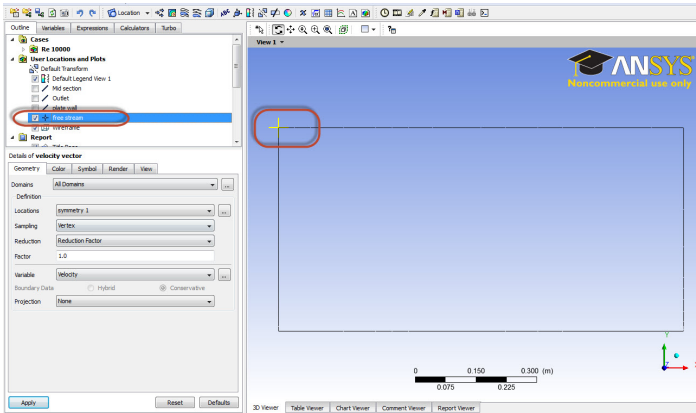 Location
Outline Variables Expressions Calculators Turbo
Cases
Re 10000
User Locations and Plots
Default Transform
Default Legend View 1
Mid section
Outlet
plate wall
free stream
Wireframe
Report
Title Page
Details of velocity vector
Geometry Color Symbol Render View
Domains All Domains ...
Definition
Locations symmetry 1 ...
Sampling Vertex
Reduction Reduction Factor
Factor 1.0
Variable Velocity ...
Boundary Data Hybrid Conservative
Projection None
Apply Reset Defaults
View 1
ANSYS
Noncommercial use only
0 0.150 0.300 (m)
0.075 0.225
Y
Z
3D Viewer Table Viewer Chart Viewer Comment Viewer Report Viewer